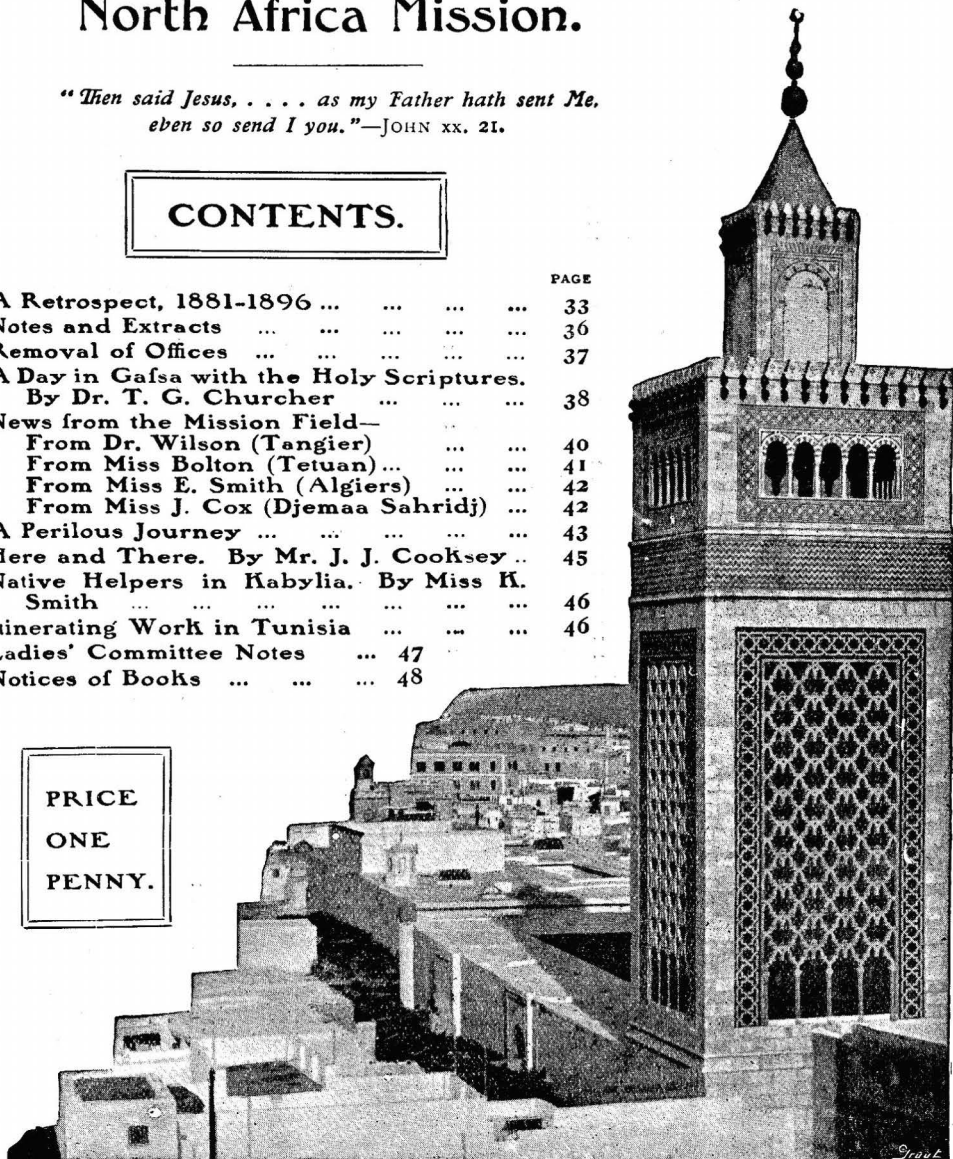 North Africa Mission.
"Then said Jesus, . . . . . as my Father hath sent Me,
even so send I you."—JOHN xx. 21.
CONTENTS.
PAGE
A Retrospect, 1881-1896 ... ... ... ... 33
Notes and Extracts ... ... ... ... ... 36
Removal of Offices ... ... ... ... ... 37
A Day in Gafsa with the Holy Scriptures.
By Dr. T. G. Churcher ... ... ... 38
News from the Mission Field—
From Dr. Wilson (Tangier) ... ... 40
From Miss Bolton (Tetuan)... ... ... 41
From Miss E. Smith (Algiers) ... ... 42
From Miss J. Cox (Djemaa Sahridj) ... 42
A Perilous Journey ... ... ... ... ... 43
Here and There. By Mr. J. J. Cooksey .. 45
Native Helpers in Kabylia. By Miss K.
Smith ... ... ... ... ... ... ... 46
inerating Work in Tunisia ... ... ... 46
Ladies' Committee Notes ... 47
Notices of Books ... ... ... 48
PRICE
ONE
PENNY.